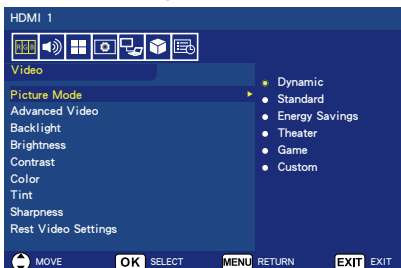 HDMI 1
RGB
Video
Picture Mode
Advanced Video
Backlight
Brightness
Contrast
Color
Tint
Sharpness
Rest Video Settings
Dynamic
Standard
Energy Savings
Theater
Game
Custom
MOVE OK SELECT MENU RETURN EXIT EXIT